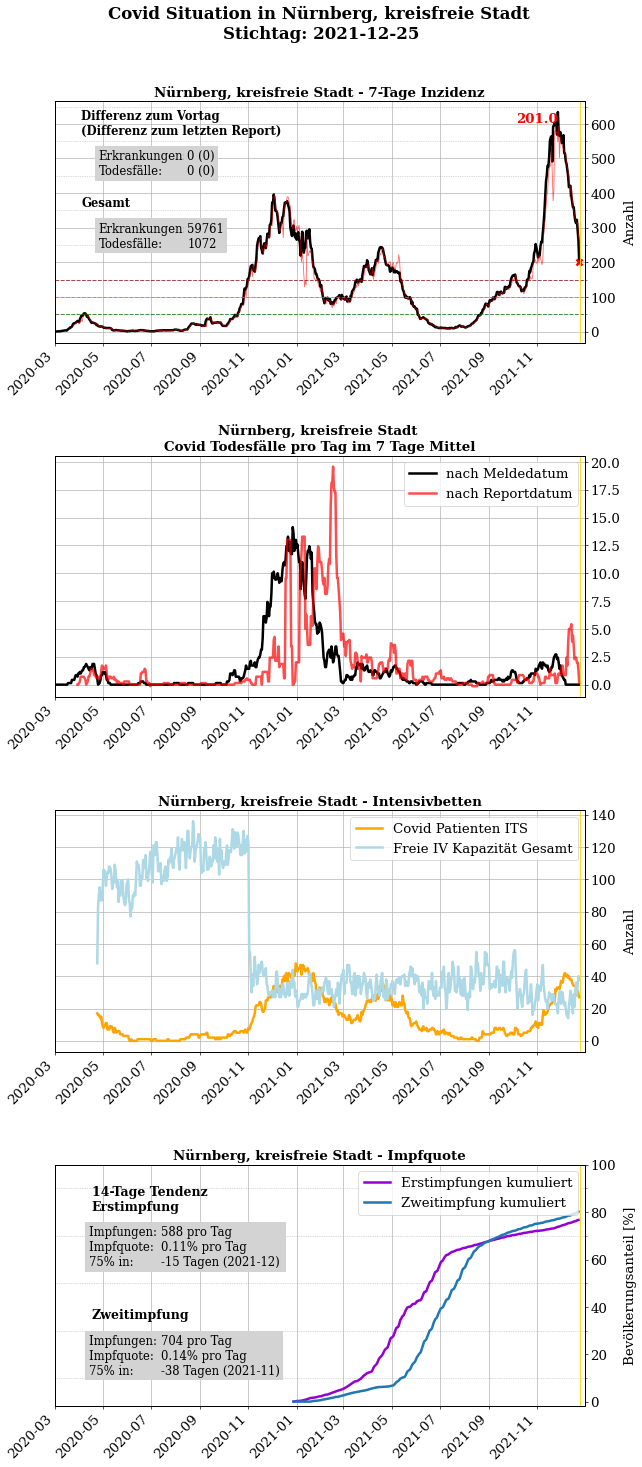 Covid Situation in Nürnberg, kreisfreie Stadt
Stichtag: 2021-12-25
Nürnberg, kreisfreie Stadt - 7-Tage Inzidenz
Differenz zum Vortag
(Differenz zum letzten Report)
Erkrankungen 0 (0)
Todesfälle: 0 (0)
Gesamt
Erkrankungen 59761
Todesfälle: 1072
201.0
600
500
400
300
200
100
0
Anzahl
2020-03
2020-05
2020-07
2020-09
2020-11
2021-01
2021-03
2021-05
2021-07
2021-09
2021-11
Nürnberg, kreisfreie Stadt
Covid Todesfälle pro Tag im 7 Tage Mittel
nach Meldedatum
nach Reportdatum
20.0
17.5
15.0
12.5
10.0
7.5
5.0
2.5
0.0
2020-03
2020-05
2020-07
2020-09
2020-11
2021-01
2021-03
2021-05
2021-07
2021-09
2021-11
Nürnberg, kreisfreie Stadt - Intensivbetten
Covid Patienten ITS
Freie IV Kapazität Gesamt
140
120
100
80
60
40
20
0
Anzahl
2020-03
2020-05
2020-07
2020-09
2020-11
2021-01
2021-03
2021-05
2021-07
2021-09
2021-11
Nürnberg, kreisfreie Stadt - Impfquote
14-Tage Tendenz
Erstimpfung
Impfungen: 588 pro Tag
Impfquote: 0.11% pro Tag
75% in: -15 Tagen (2021-12)
Zweitimpfung
Impfungen: 704 pro Tag
Impfquote: 0.14% pro Tag
75% in: -38 Tagen (2021-11)
Erstimpfungen kumuliert
Zweitimpfung kumuliert
100
80
60
40
20
0
Bevölkerungsanteil [%]
2020-03
2020-05
2020-07
2020-09
2020-11
2021-01
2021-03
2021-05
2021-07
2021-09
2021-11